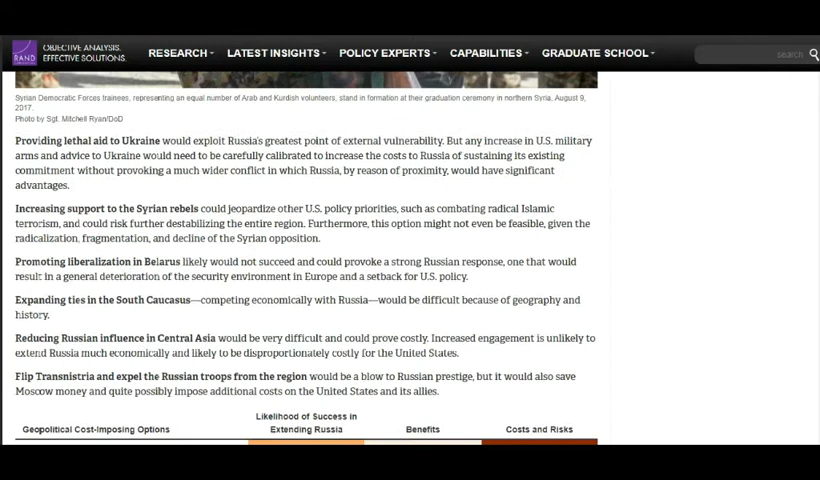 RAND
OBJECTIVE ANALYSIS.
EFFECTIVE SOLUTIONS.
RESEARCH
LATEST INSIGHTS
POLICY EXPERTS
CAPABILITIES
GRADUATE SCHOOL
search
Syrian Democratic Forces trainees, representing an equal number of Arab and Kurdish volunteers, stand in formation at their graduation ceremony in northern Syria, August 9,
2017.
Photo by Sgt. Mitchell Ryan/DoD
Providing lethal aid to Ukraine would exploit Russia's greatest point of external vulnerability. But any increase in U.S. military
arms and advice to Ukraine would need to be carefully calibrated to increase the costs to Russia of sustaining its existing
commitment without provoking a much wider conflict in which Russia, by reason of proximity, would have significant
advantages.
Increasing support to the Syrian rebels could jeopardize other U.S. policy priorities, such as combating radical Islamic
terrorism, and could risk further destabilizing the entire region. Furthermore, this option might not even be feasible, given the
radicalization, fragmentation, and decline of the Syrian opposition.
Promoting liberalization in Belarus likely would not succeed and could provoke a strong Russian response, one that would
result in a general deterioration of the security environment in Europe and a setback for U.S. policy.
Expanding ties in the South Caucasus—competing economically with Russia—would be difficult because of geography and
history.
Reducing Russian influence in Central Asia would be very difficult and could prove costly. Increased engagement is unlikely to
extend Russia much economically and likely to be disproportionately costly for the United States.
Flip Transnistria and expel the Russian troops from the region would be a blow to Russian prestige, but it would also save
Moscow money and quite possibly impose additional costs on the United States and its allies.
Geopolitical Cost-Imposing Options
Likelihood of Success in
Extending Russia
Benefits
Costs and Risks